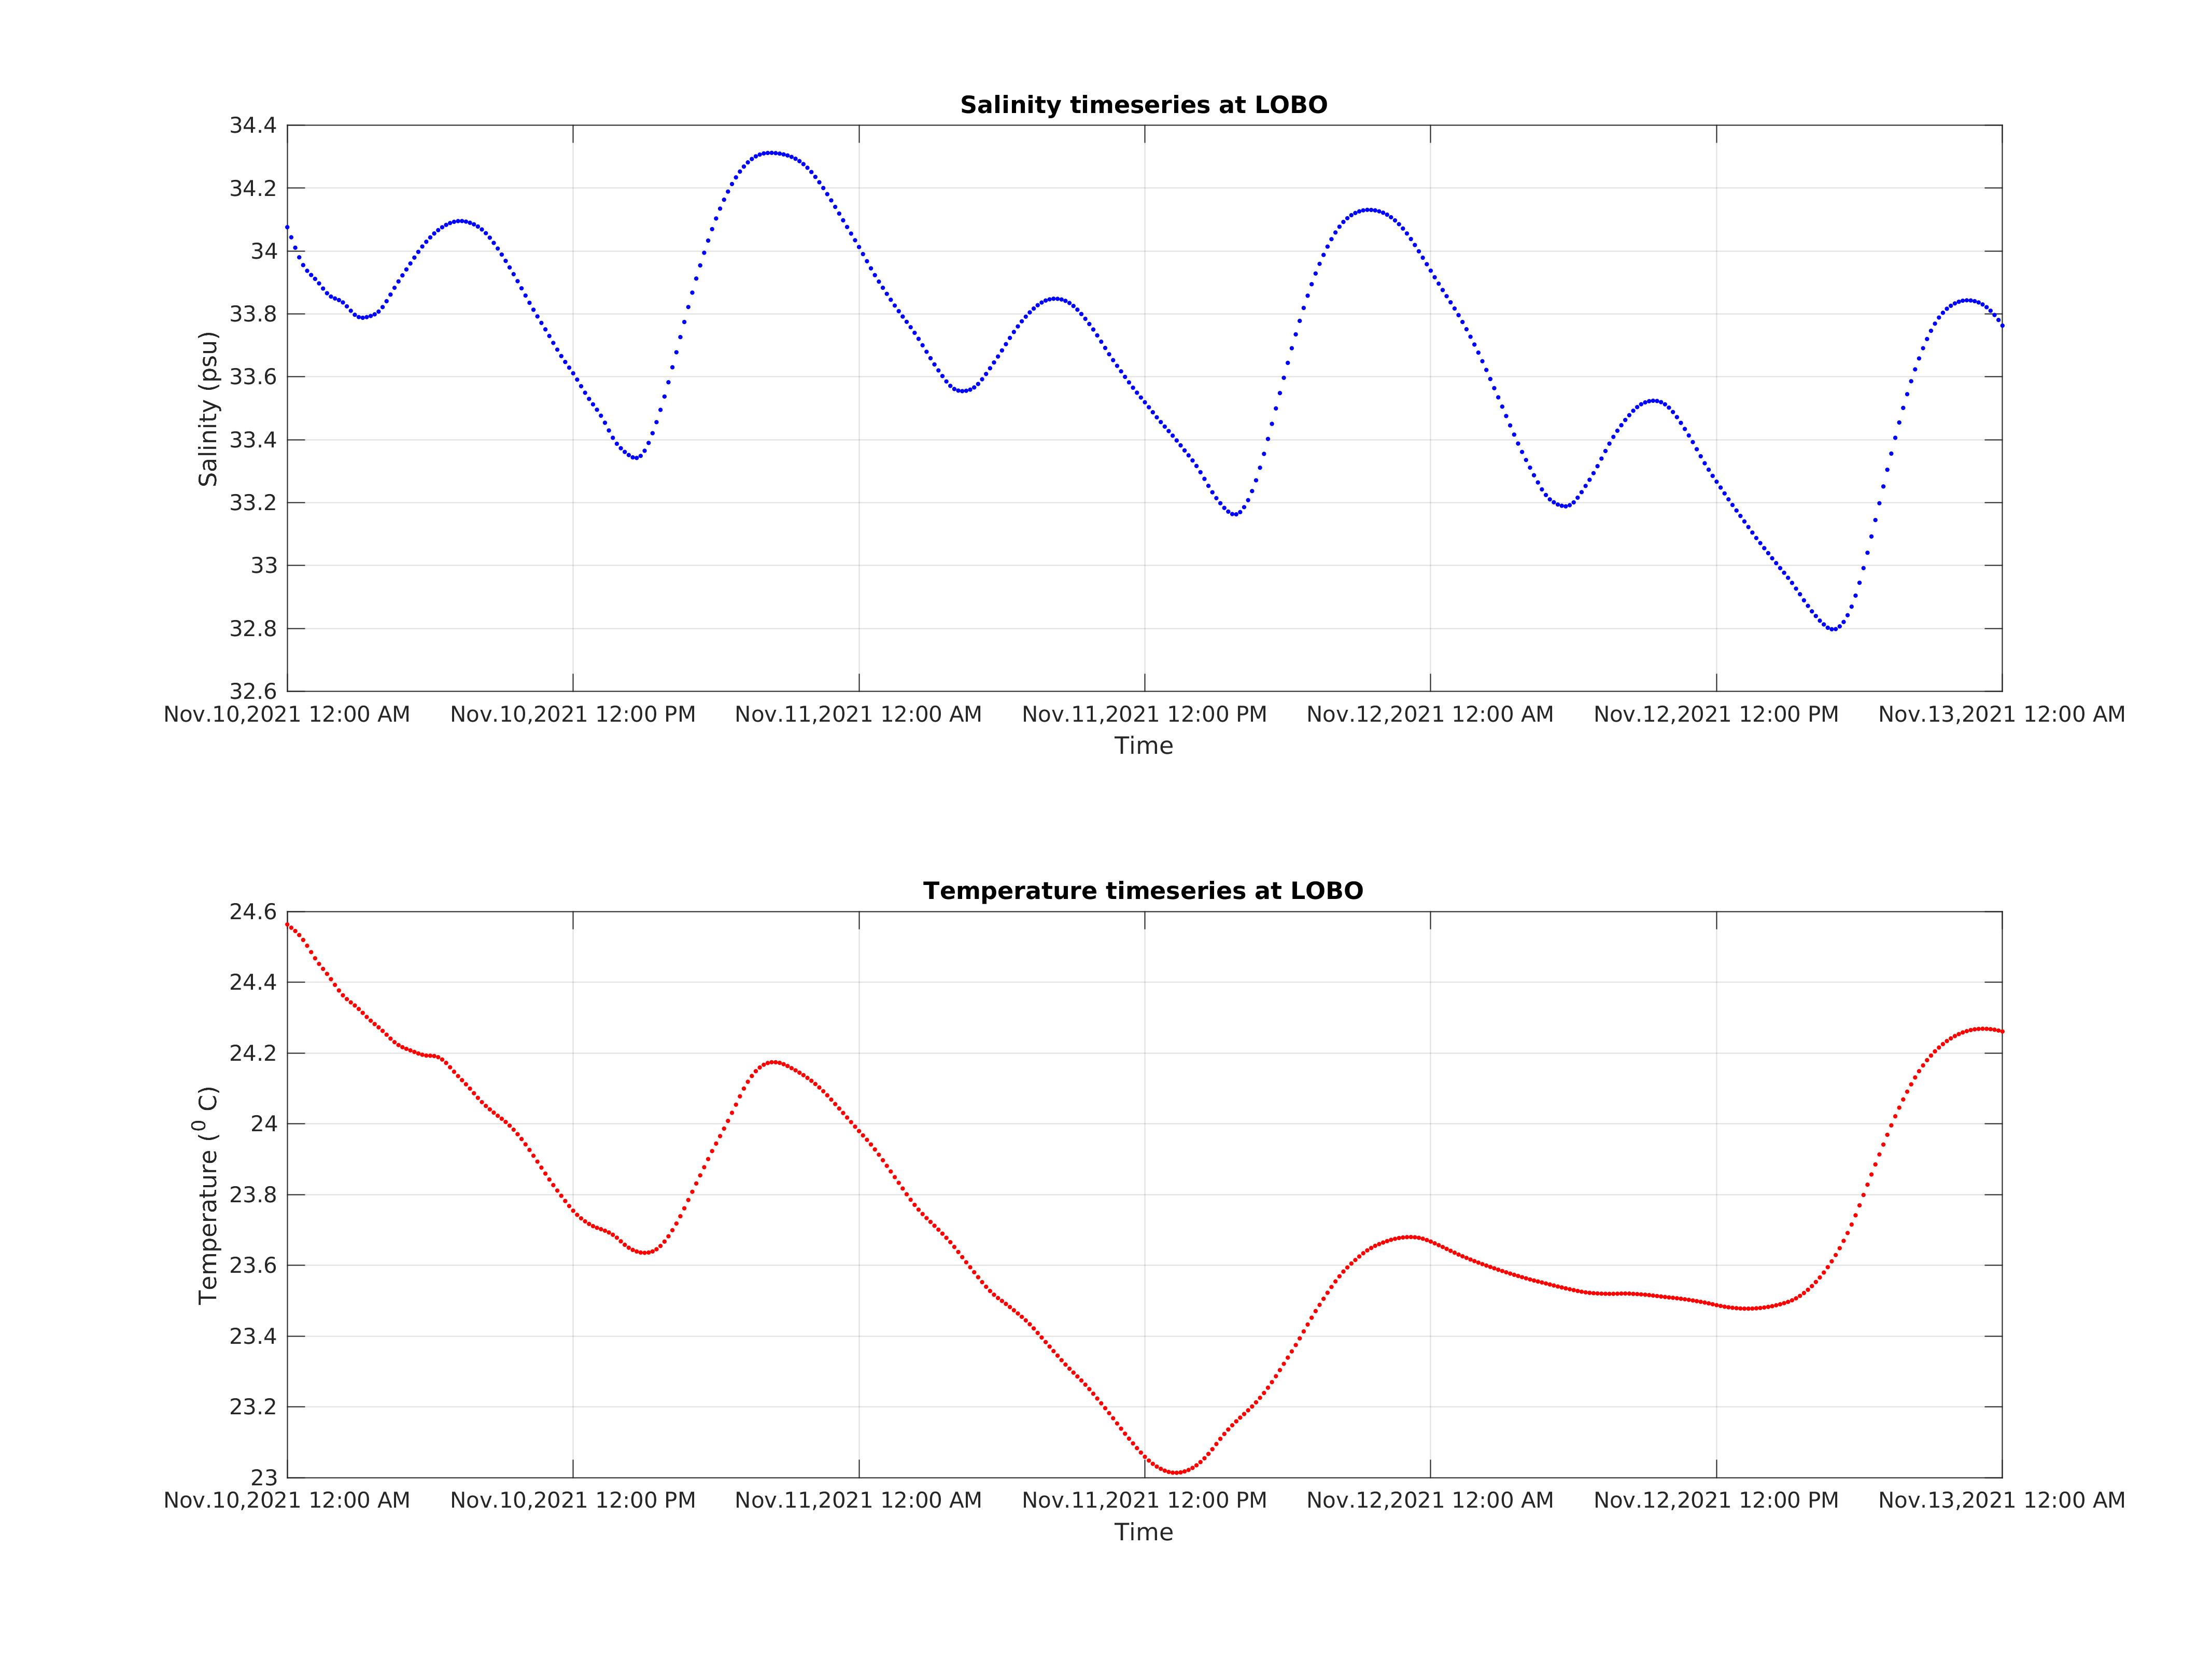 Salinity timeseries at LOBO
34.4
34.2
34
33.8
33.6
33.4
33.2
33
32.8
32.6
Salinity (psu)
Nov.10,2021 12:00 AM Nov.10,2021 12:00 PM Nov.11,2021 12:00 AM Nov.11,2021 12:00 PM Nov.12,2021 12:00 AM Nov.12,2021 12:00 PM Nov.13,2021 12:00 AM
Time
Temperature timeseries at LOBO
24.6
24.4
24.2
24
23.8
23.6
23.4
23.2
23
Temperature (⁰ C)
Nov.10,2021 12:00 AM Nov.10,2021 12:00 PM Nov.11,2021 12:00 AM Nov.11,2021 12:00 PM Nov.12,2021 12:00 AM Nov.12,2021 12:00 PM Nov.13,2021 12:00 AM
Time